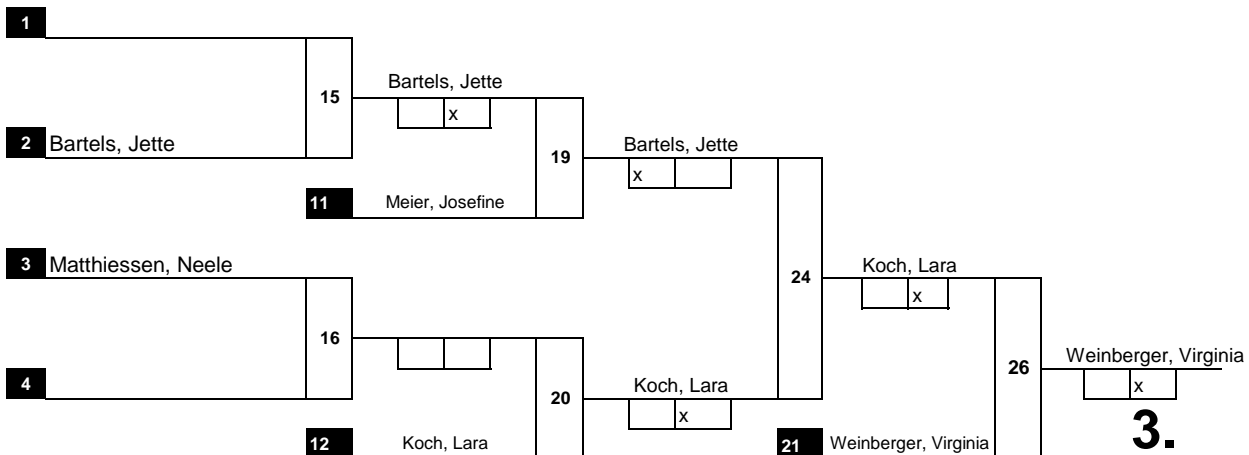 1
15 Bartels, Jette
x
2 Bartels, Jette
19 Bartels, Jette
x
11 Meier, Josefine
3 Matthiessen, Neele
24 Koch, Lara
x
16
26 Weinberger, Virginia
x
4
20 Koch, Lara
x
12 Koch, Lara
21 Weinberger, Virginia
3.